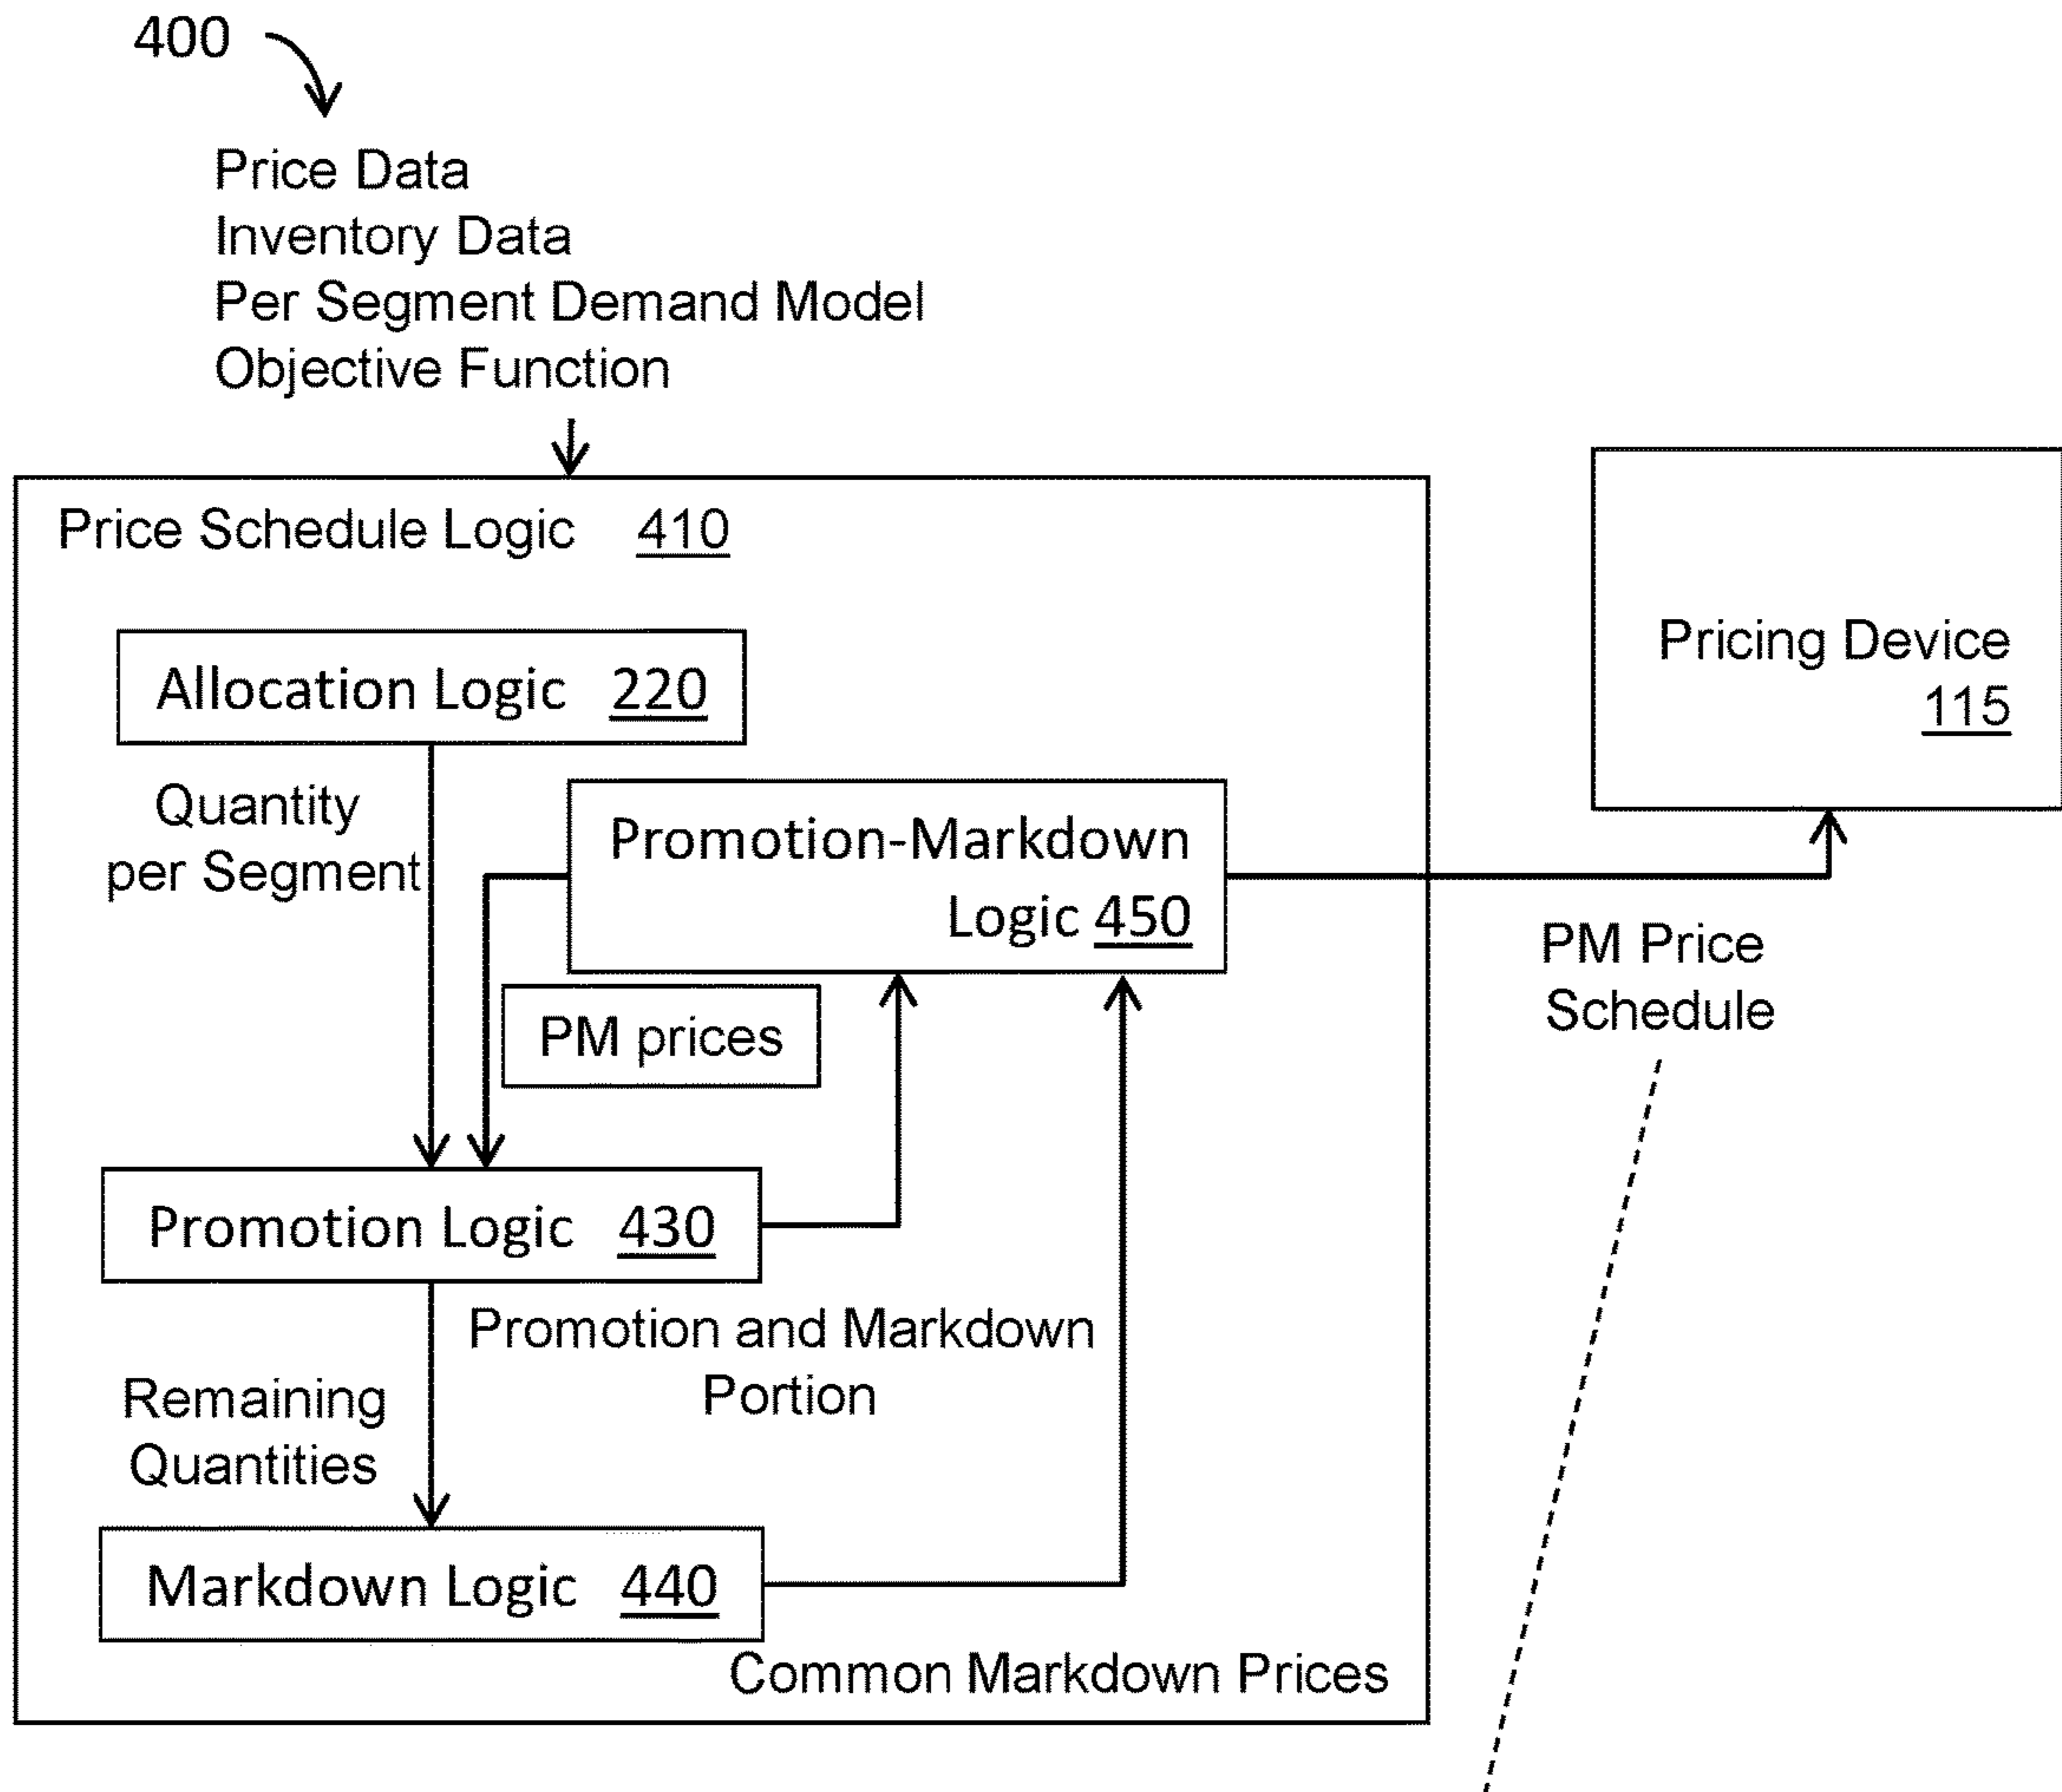 400
Price Data
Inventory Data
Per Segment Demand Model
Objective Function
Price Schedule Logic 410
Allocation Logic 220
Quantity
per Segment
Promotion-Markdown
Logic 450
PM prices
Promotion Logic 430
Promotion and Markdown
Portion
Remaining
Quantities
Markdown Logic 440
Common Markdown Prices
Pricing Device
115
PM Price
Schedule